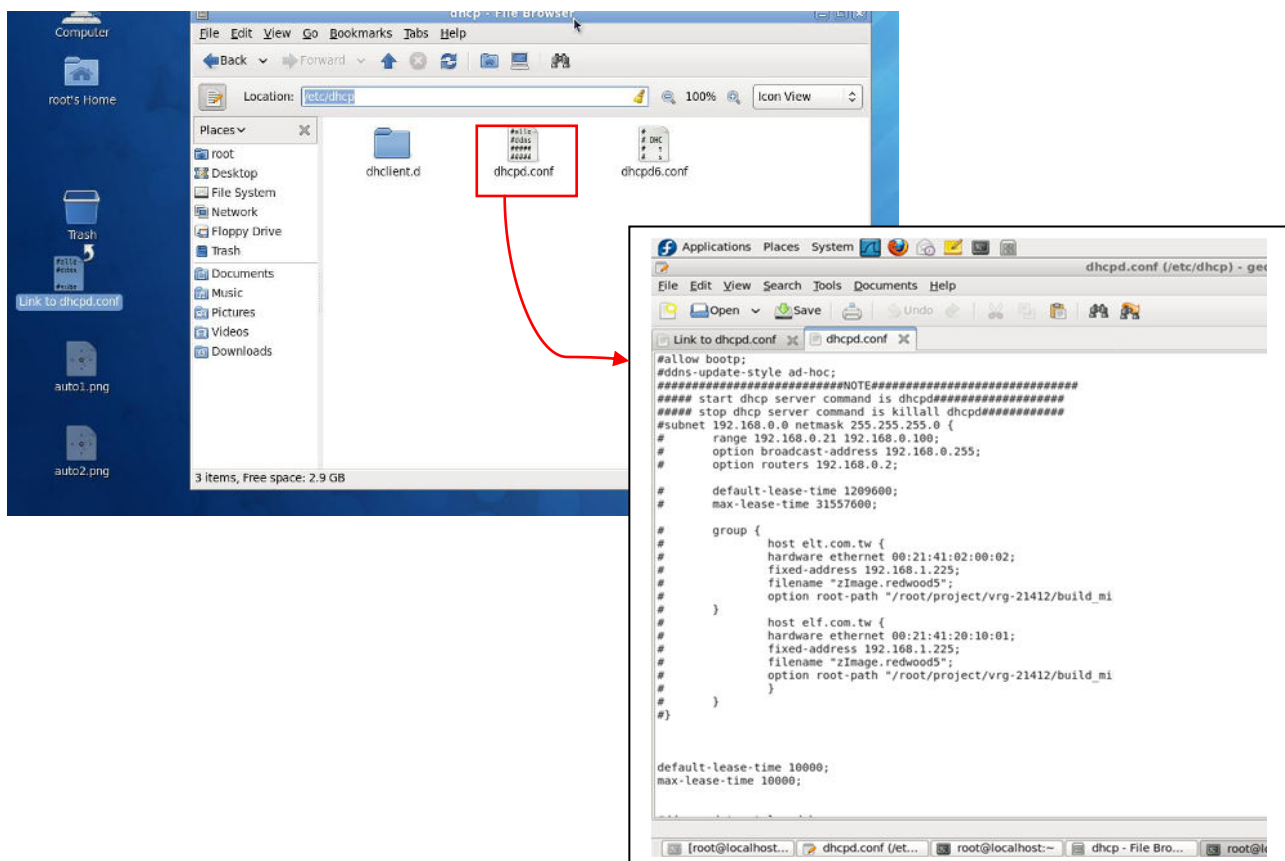 Computer
root's Home
Trash
Link to dhcpd.conf
auto1.png
auto2.png
dhcp - File Browser
File Edit View Go Bookmarks Tabs Help
Back Forward
Location: /etc/dhcp 100% Icon View
Places
root
Desktop
File System
Network
Floppy Drive
Trash
Documents
Music
Pictures
Videos
Downloads
dhclient.d
dhcpd.conf
dhcpd6.conf
3 items, Free space: 2.9 GB
Applications Places System
dhcpd.conf (/etc/dhcp) - ged
File Edit View Search Tools Documents Help
Open Save Undo
Link to dhcpd.conf dhcpd.conf
#allow bootp;
#ddns-update-style ad-hoc;
###########################NOTE##############################
##### start dhcp server command is dhcpd###################
##### stop dhcp server command is killall dhcpd############
#subnet 192.168.0.0 netmask 255.255.255.0 {
# range 192.168.0.21 192.168.0.100;
# option broadcast-address 192.168.0.255;
# option routers 192.168.0.2;
# default-lease-time 1209600;
# max-lease-time 31557600;
# group {
# host elt.com.tw {
# hardware ethernet 00:21:41:02:00:02;
# fixed-address 192.168.1.225;
# filename "zImage.redwood5";
# option root-path "/root/project/vrg-21412/build_mi
# }
# host elf.com.tw {
# hardware ethernet 00:21:41:20:10:01;
# fixed-address 192.168.1.225;
# filename "zImage.redwood5";
# option root-path "/root/project/vrg-21412/build_mi
# }
# }
#}
default-lease-time 10000;
max-lease-time 10000;
[root@localhost... dhcpd.conf (/et... root@localhost:~ dhcp - File Bro... root@lo